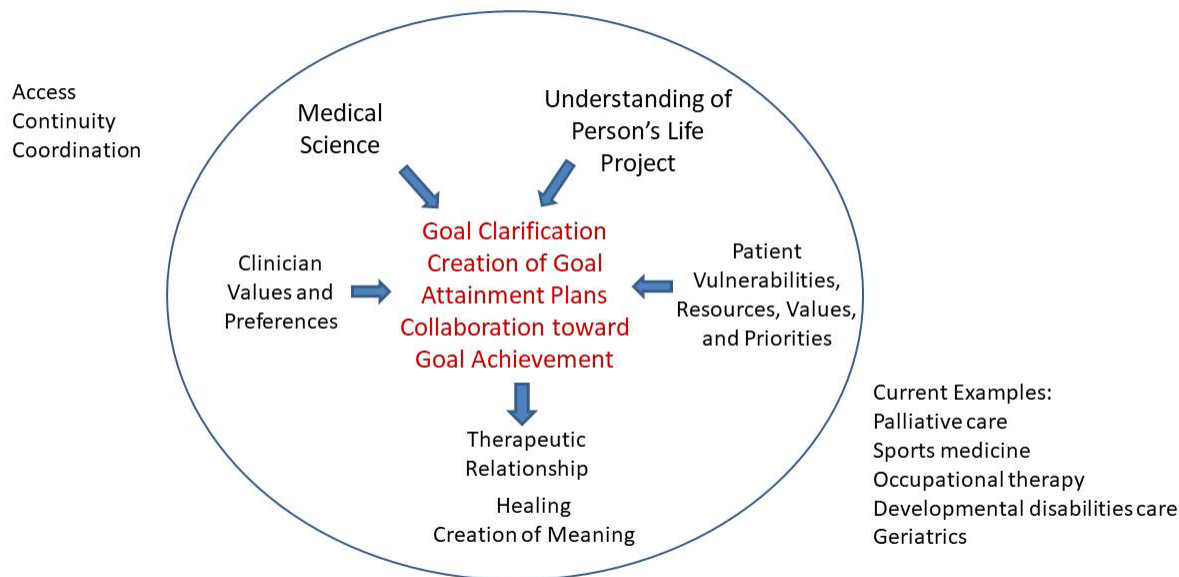 Access
Continuity
Coordination
Medical
Science
Understanding of
Person's Life
Project
Goal Clarification
Creation of Goal
Attainment Plans
Collaboration toward
Goal Achievement
Clinician
Values and
Preferences
Patient
Vulnerabilities,
Resources, Values,
and Priorities
Therapeutic
Relationship
Healing
Creation of Meaning
Current Examples:
Palliative care
Sports medicine
Occupational therapy
Developmental disabilities care
Geriatrics